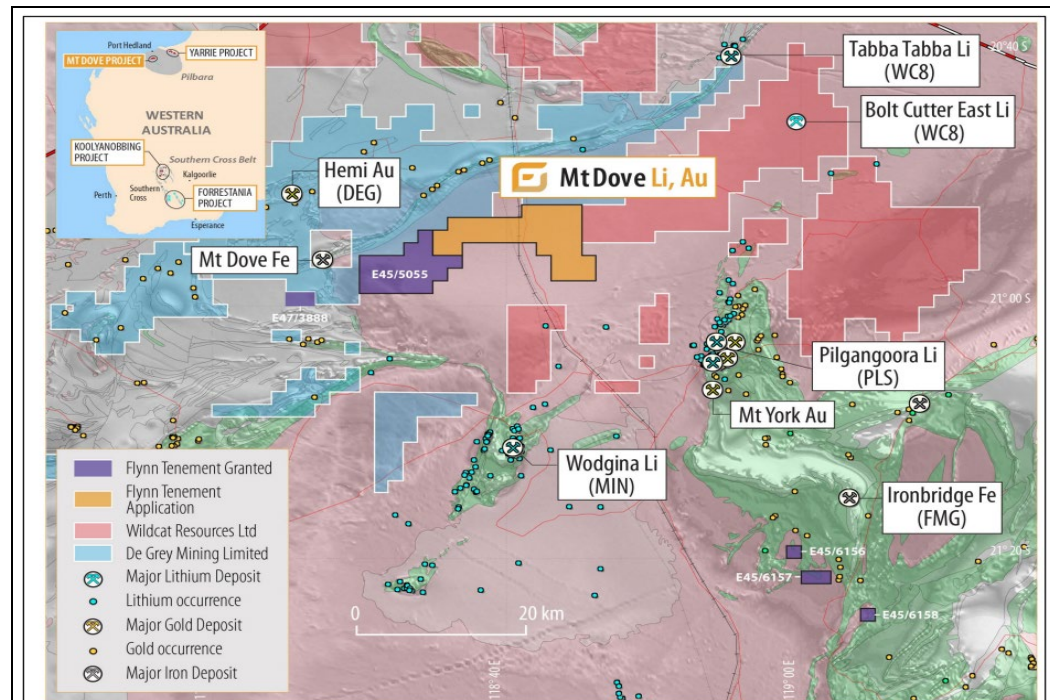 Port Hedland
YARRIE PROJECT
MT DOVE PROJECT
Pilbara
WESTERN
AUSTRALIA
KOOLYANOBBING
PROJECT
Southern Cross Belt
Kalgoorlie
Perth
Southern
Cross
FORRESTANIA
PROJECT
Esperance
20°40 S
Tabba Tabba Li
(WC8)
Bolt Cutter East Li
(WC8)
Hemi Au
(DEG)
Mt Dove Li, Au
Mt Dove Fe
E45/5055
E47/3888
21° 00 S
Pilgangoora Li
(PLS)
Mt York Au
Wodgina Li
(MIN)
Ironbridge Fe
(FMG)
E45/6156
21° 20 S
E45/6157
E45/6158
Flynn Tenement Granted
Flynn Tenement
Application
Wildcat Resources Ltd
De Grey Mining Limited
Major Lithium Deposit
Lithium occurrence
Major Gold Deposit
Gold occurrence
Major Iron Deposit
0 20 km
118° 40 E
119° 00 E